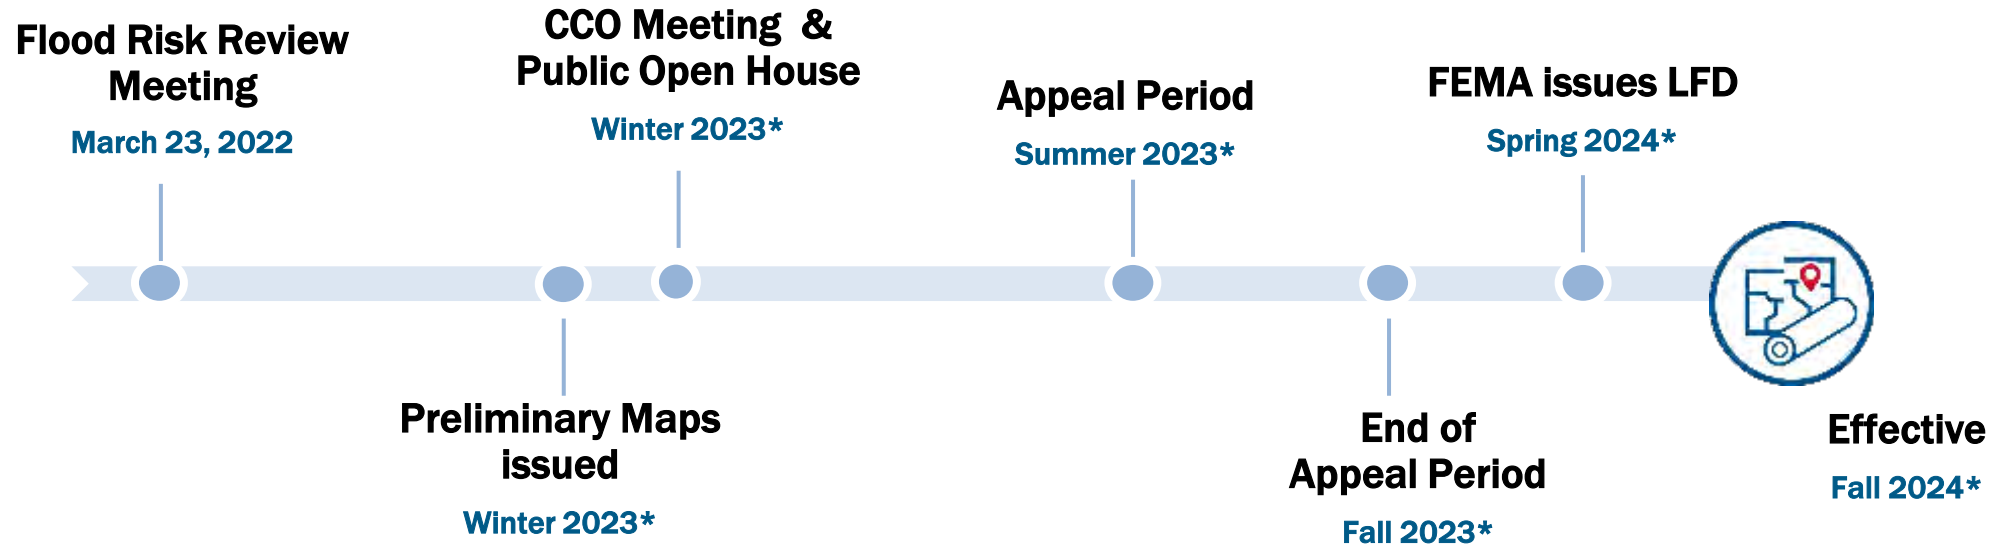 Flood Risk Review
Meeting
March 23, 2022
CCO Meeting  &
Public Open House
Winter 2023*
Appeal Period
Summer 2023*
FEMA issues LFD
Spring 2024*
Preliminary Maps
issued
Winter 2023*
End of
Appeal Period
Fall 2023*
Effective
Fall 2024*